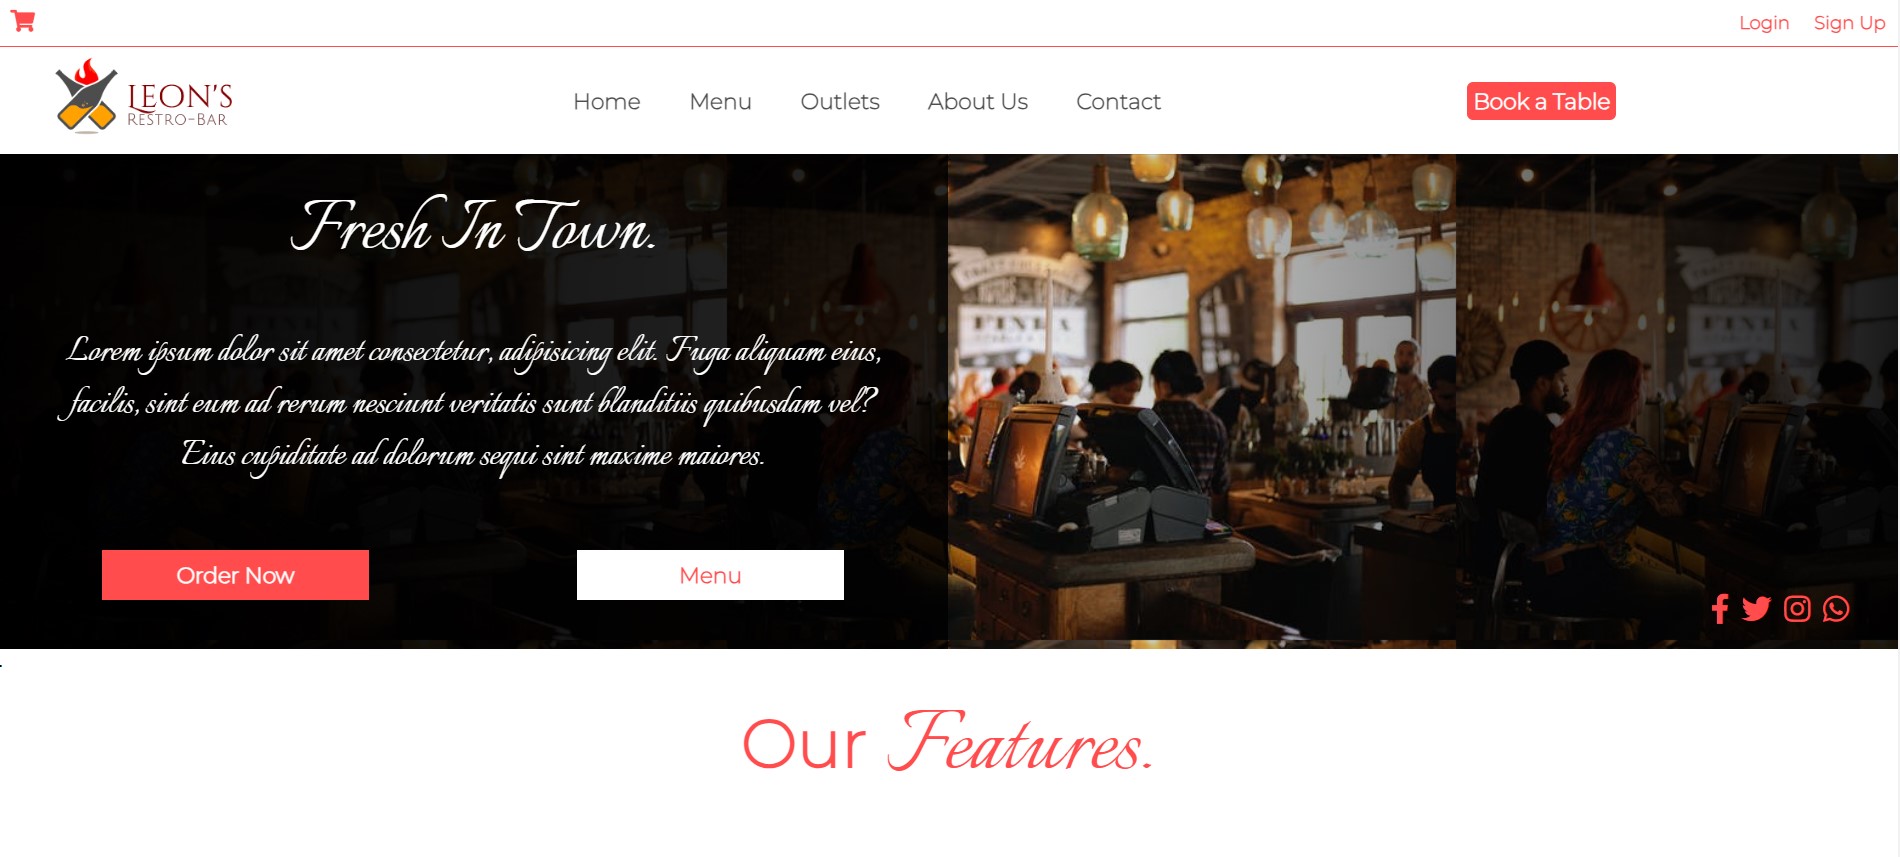 Login Sign Up
LEON'S
RESTRO-BAR
Home Menu Outlets About Us Contact
Book a Table
Fresh In Town.
Lorem ipsum dolor sit amet consectetur, adipisicing elit. Fuga aliquam eius,
facilis, sint eum ad rerum nesciunt veritatis sunt blanditiis quibusdam vel?
Eius cupiditate ad dolorum sequi sint maxime maiores.
Order Now Menu
Our Features.